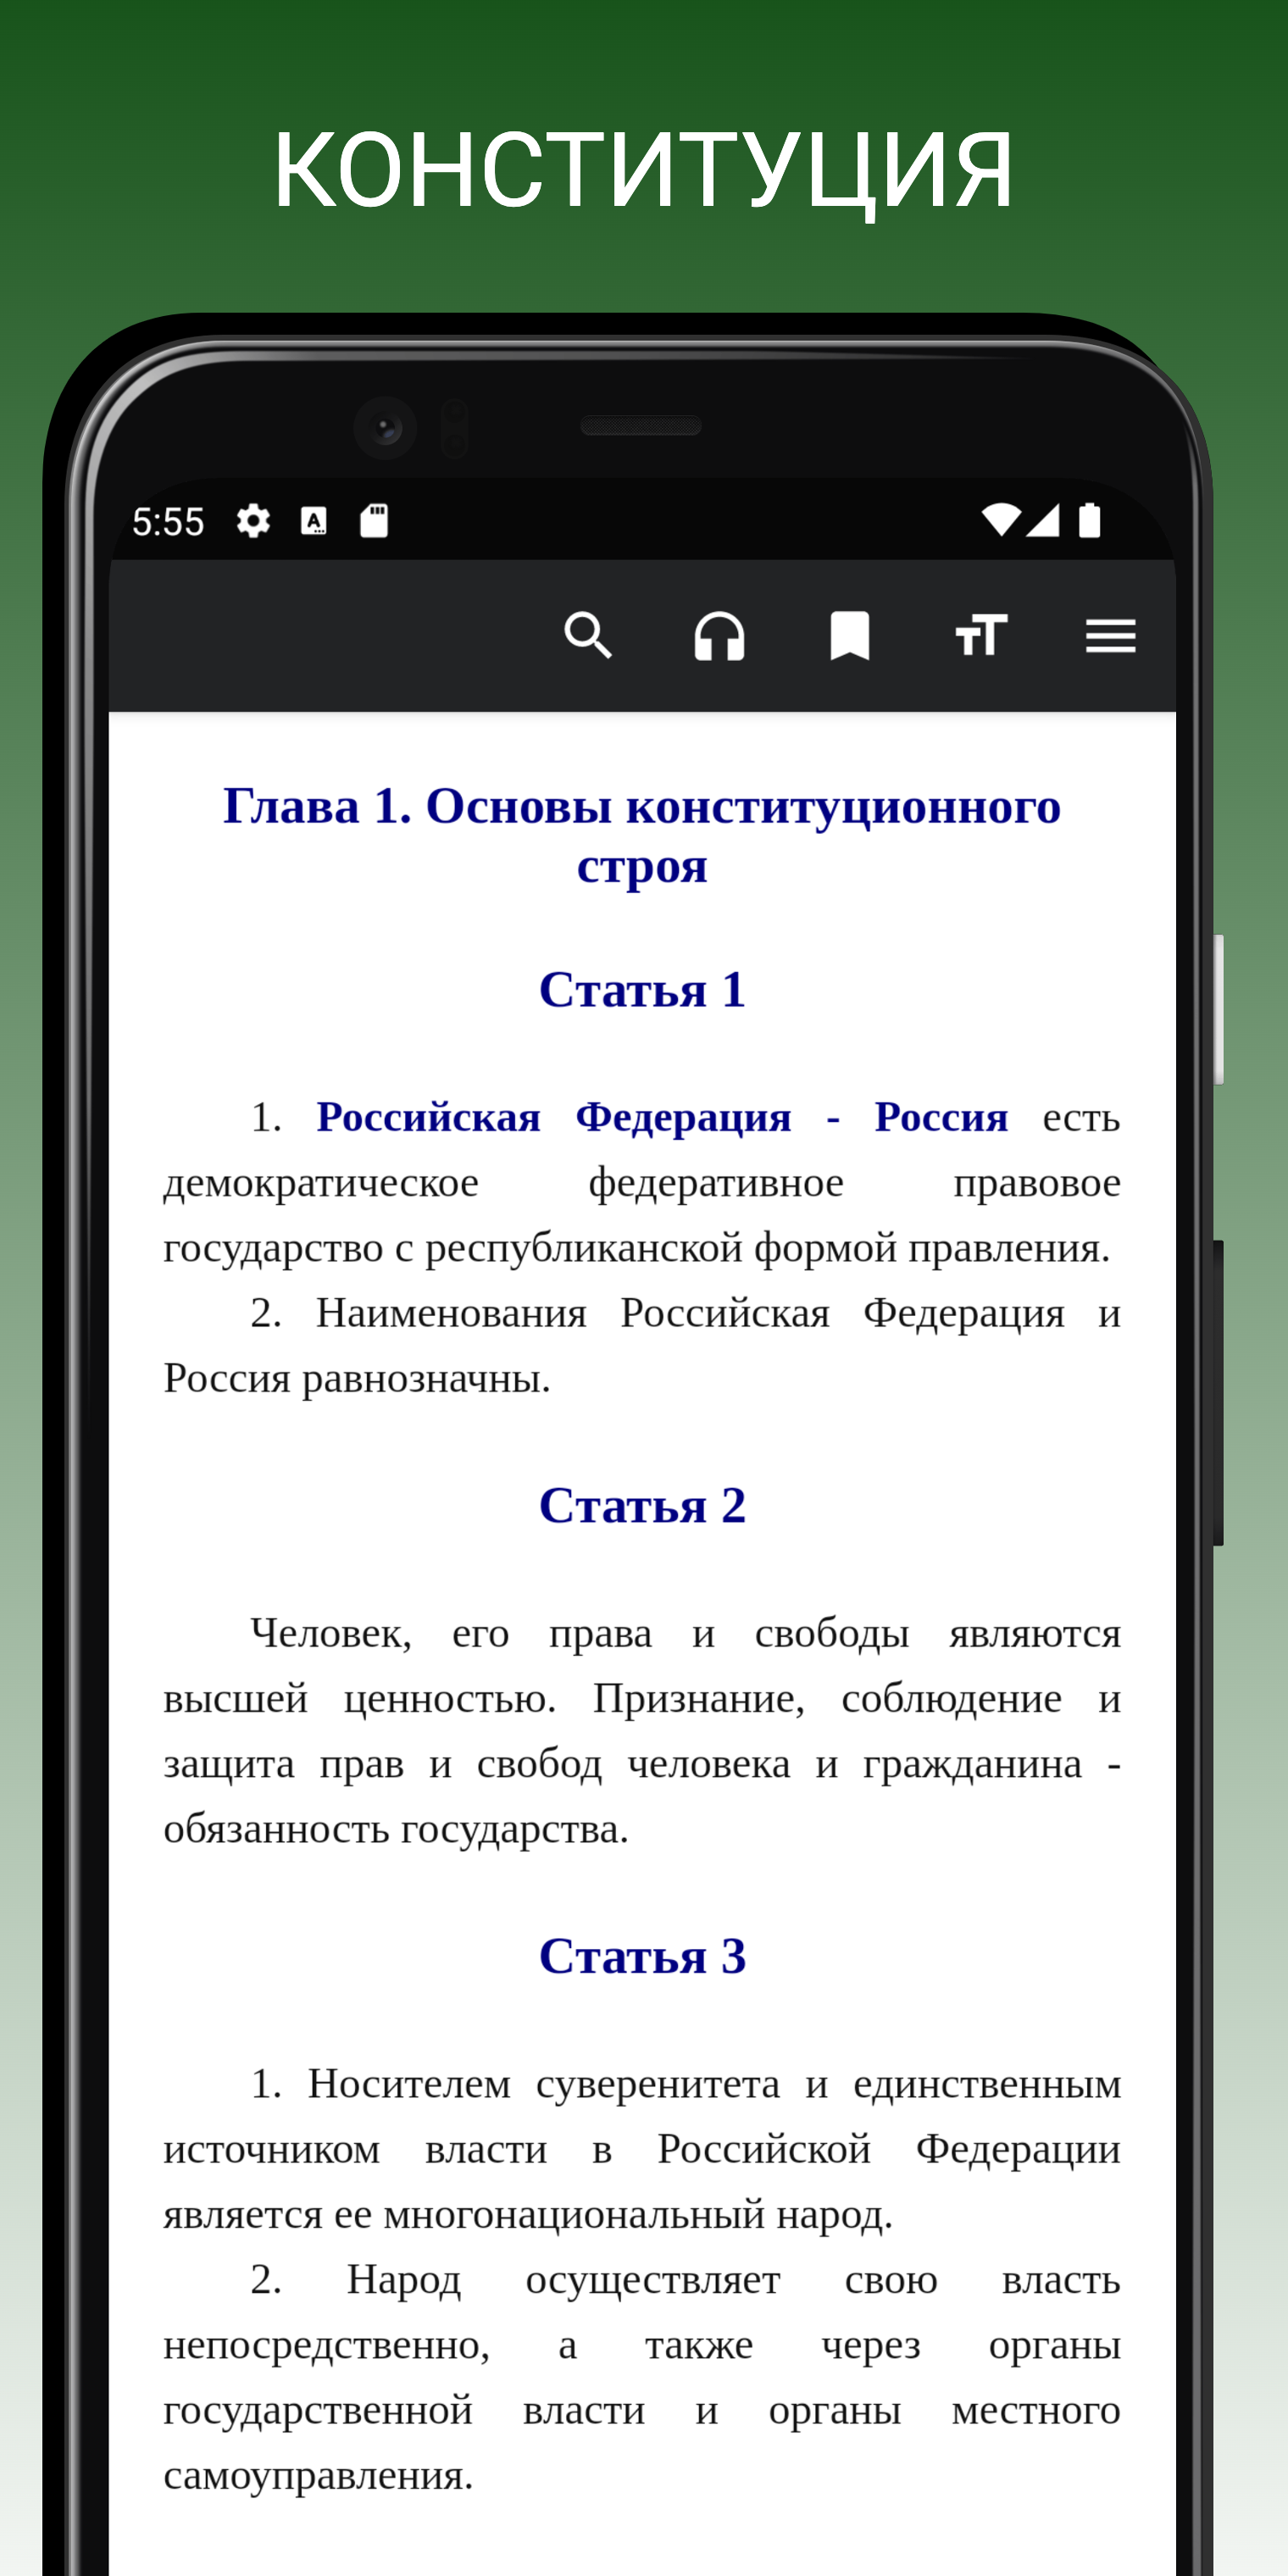 КОНСТИТУЦИЯ
5:55
A
Глава 1. Основы конституционного
строя
Статья 1
1. Российская Федерация - Россия есть
демократическое федеративное правовое
государство с республиканской формой правления.
2. Наименования Российская Федерация и
Россия равнозначны.
Статья 2
Человек, его права и свободы являются
высшей ценностью. Признание, соблюдение и
защита прав и свобод человека и гражданина -
обязанность государства.
Статья 3
1. Носителем суверенитета и единственным
источником власти в Российской Федерации
является ее многонациональный народ.
2. Народ осуществляет свою власть
непосредственно, а также через органы
государственной власти и органы местного
самоуправления.